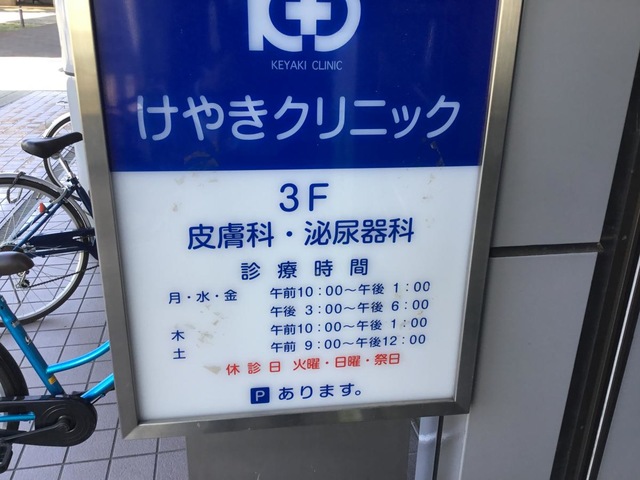 KEYAKI CLINIC
けやきクリニック
3F
皮膚科・泌尿器科
診療時間
月・水・金 午前10:00～午後 1:00
午後 3:00～午後 6:00
木 午前10:00～午後 1:00
土 午前 9:00～午後12:00
休診日 火曜・日曜・祭日
P あります。